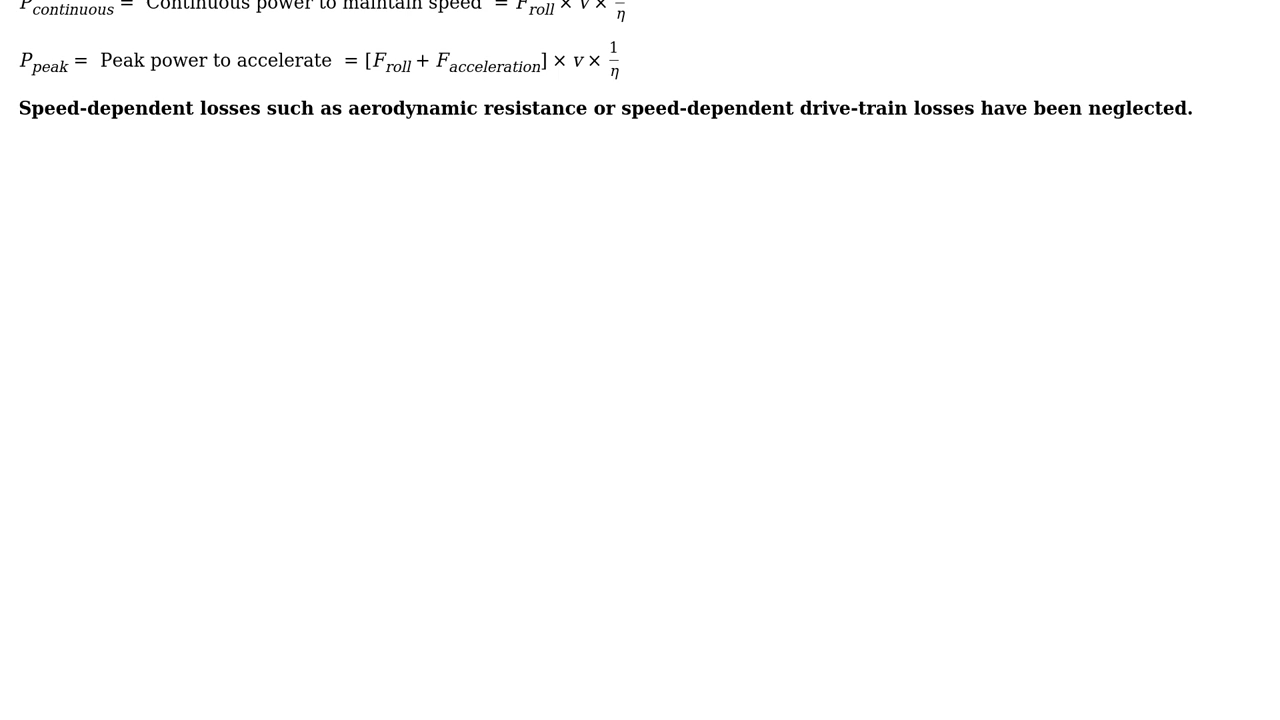 P_continuous = Continuous power to maintain speed = F_roll × v × 1/η
P_peak = Peak power to accelerate = [F_roll + F_acceleration] × v × 1/η
Speed-dependent losses such as aerodynamic resistance or speed-dependent drive-train losses have been neglected.